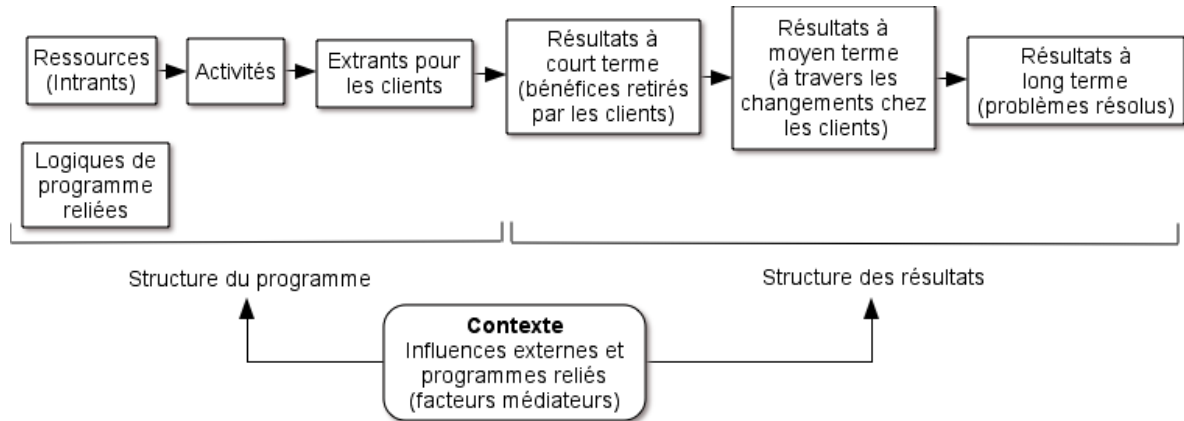 Ressources
(Intrants)
Activités
Extrants pour
les clients
Résultats à
court terme
(bénéfices retirés
par les clients)
Résultats à
moyen terme
(à travers les
changements chez
les clients)
Résultats à
long terme
(problèmes résolus)
Logiques de
programme
reliées
Structure du programme
Structure des résultats
Contexte
Influences externes et
programmes reliés
(facteurs médiateurs)